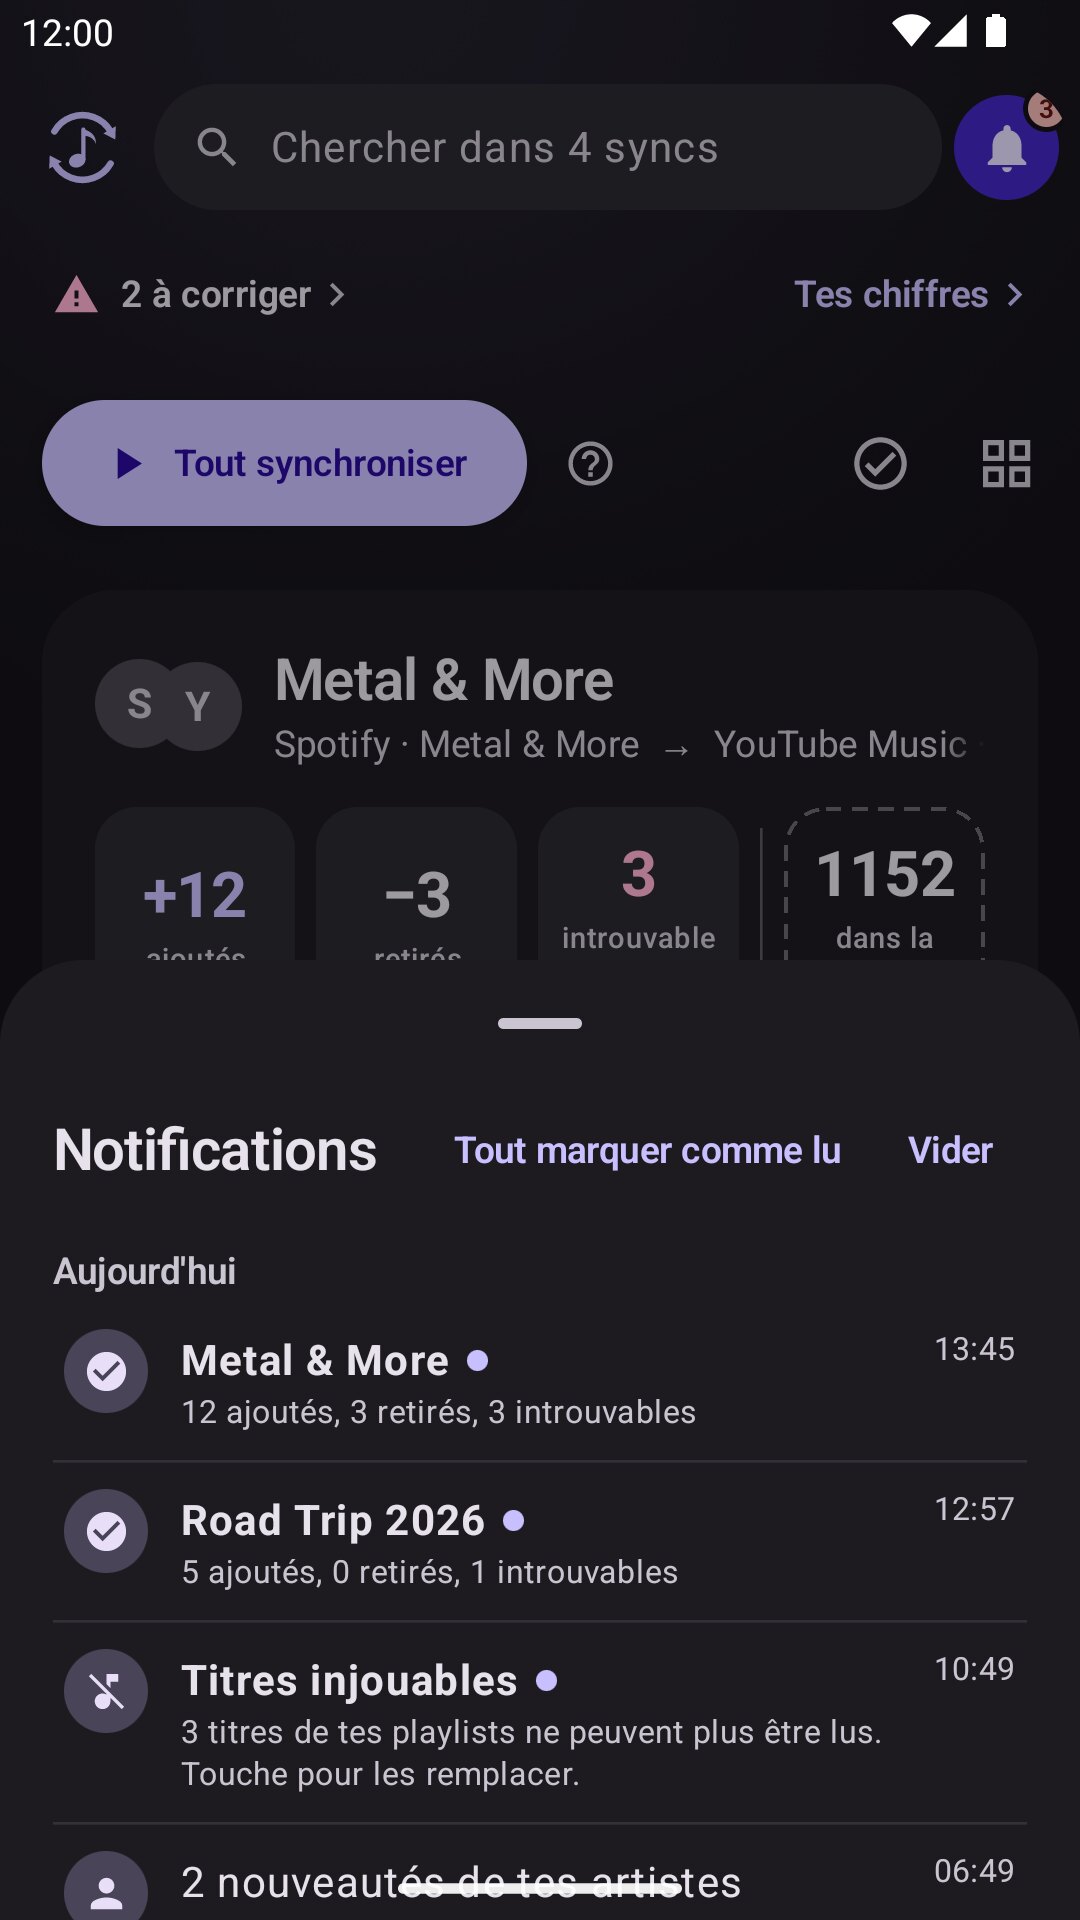 12:00
Chercher dans 4 syncs
3
2 à corriger
Tes chiffres
Tout synchroniser
S Y
Metal & More
Spotify · Metal & More → YouTube Music
+12
ajoutés
−3
retirés
3
introuvable
1152
dans la
Notifications
Tout marquer comme lu
Vider
Aujourd'hui
Metal & More
13:45
12 ajoutés, 3 retirés, 3 introuvables
Road Trip 2026
12:57
5 ajoutés, 0 retirés, 1 introuvables
Titres injouables
10:49
3 titres de tes playlists ne peuvent plus être lus.
Touche pour les remplacer.
2 nouveautés de tes artistes
06:49